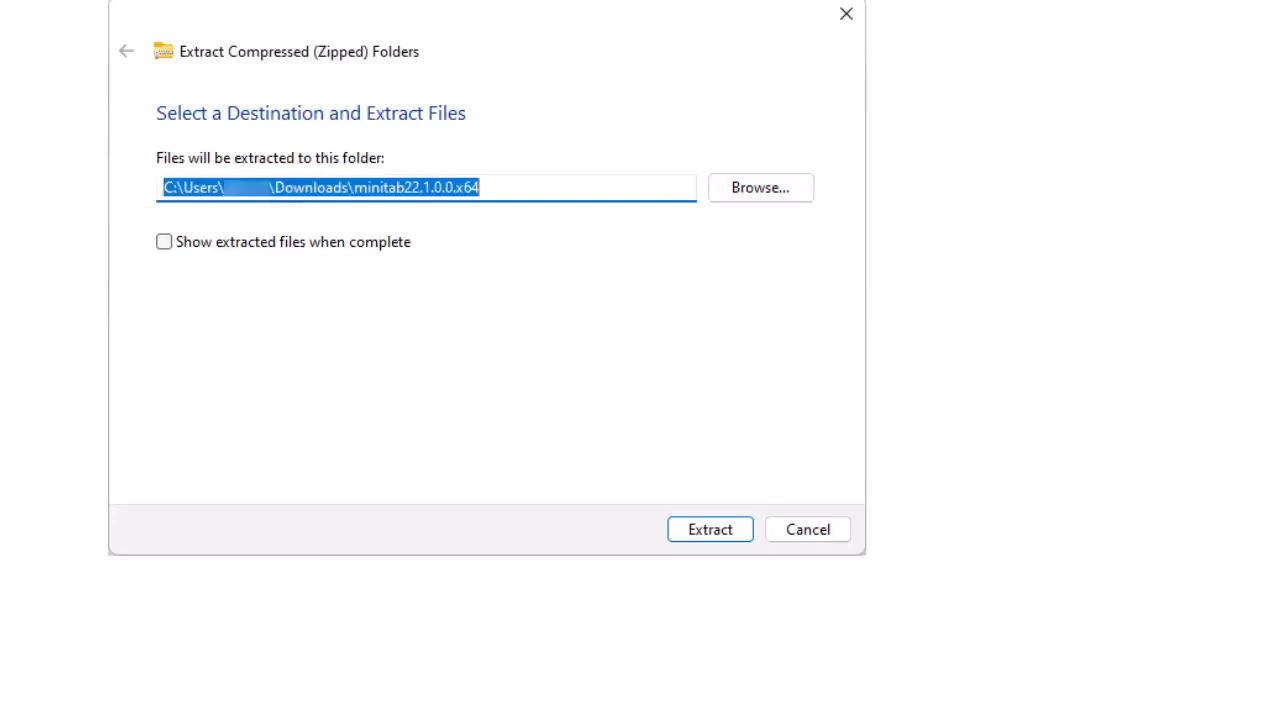 Extract Compressed (Zipped) Folders
Select a Destination and Extract Files
Files will be extracted to this folder:
C:\Users\ \Downloads\minitab22.1.0.0.x64
Browse...
Show extracted files when complete
Extract
Cancel